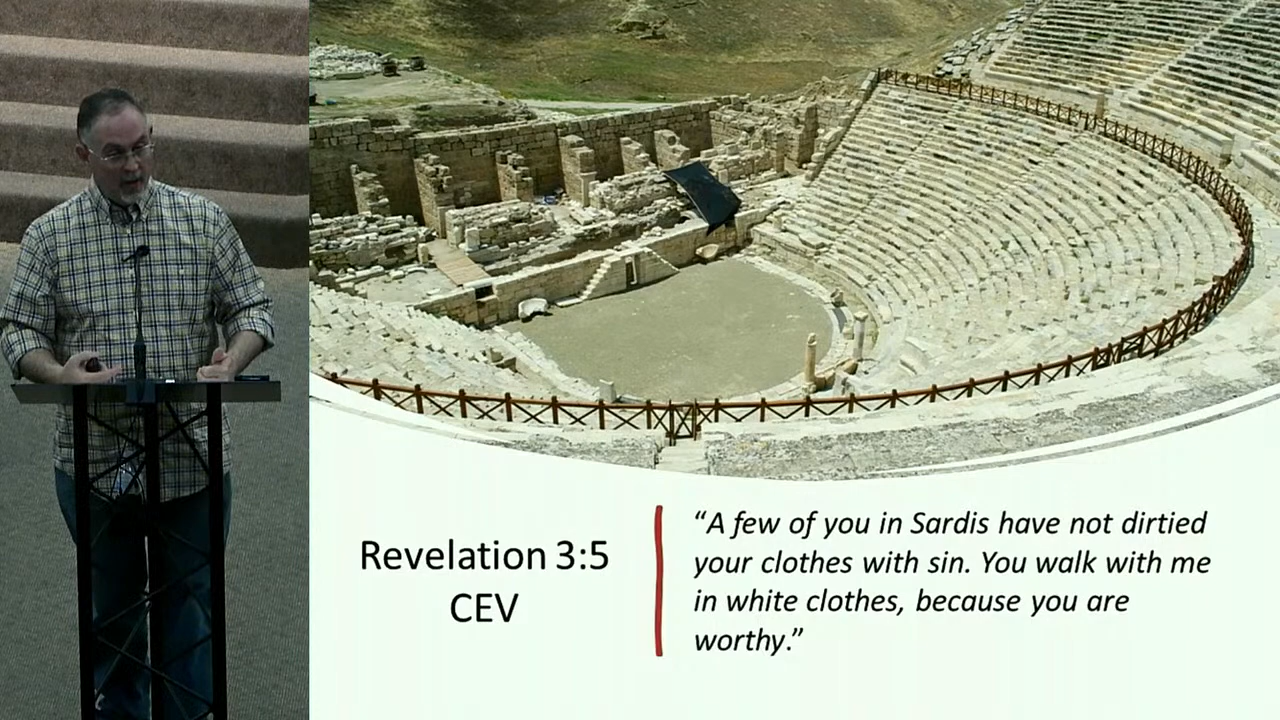 Revelation 3:5
CEV
“A few of you in Sardis have not dirtied
your clothes with sin. You walk with me
in white clothes, because you are
worthy.”